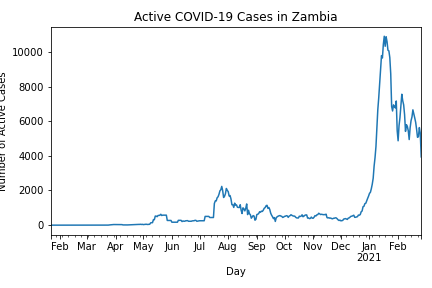 Active COVID-19 Cases in Zambia
Number of Active Cases
10000
8000
6000
4000
2000
0
Feb Mar Apr May Jun Jul Aug Sep Oct Nov Dec Jan Feb
2021
Day